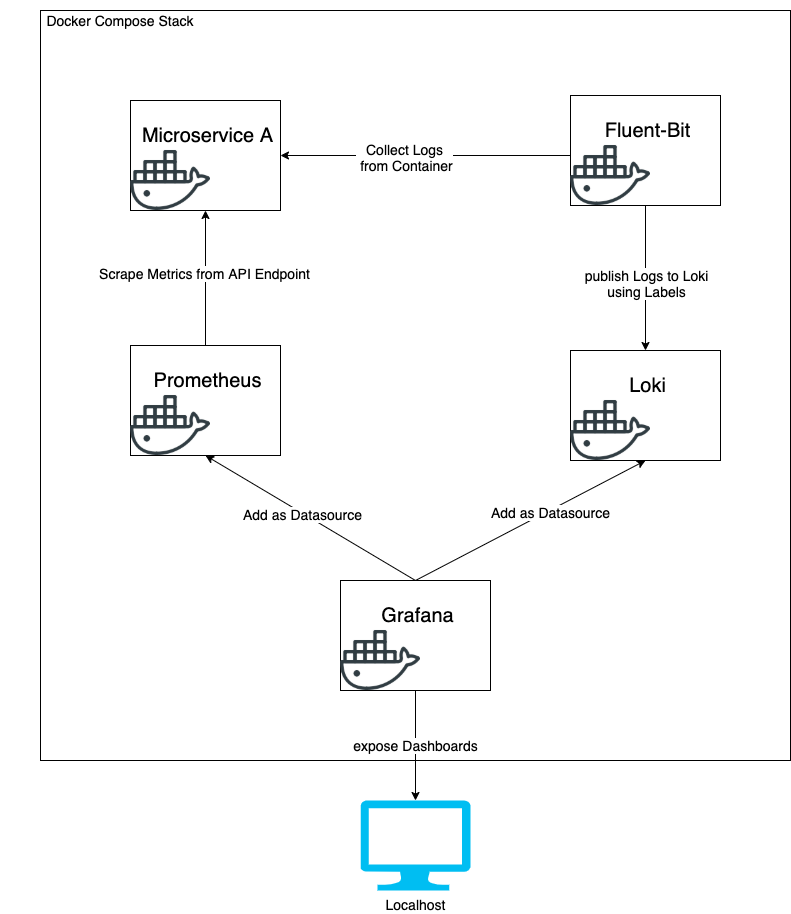 Docker Compose Stack
Microservice A
Fluent-Bit
Collect Logs
from Container
Scrape Metrics from API Endpoint
publish Logs to Loki
using Labels
Prometheus
Loki
Add as Datasource
Add as Datasource
Grafana
expose Dashboards
Localhost